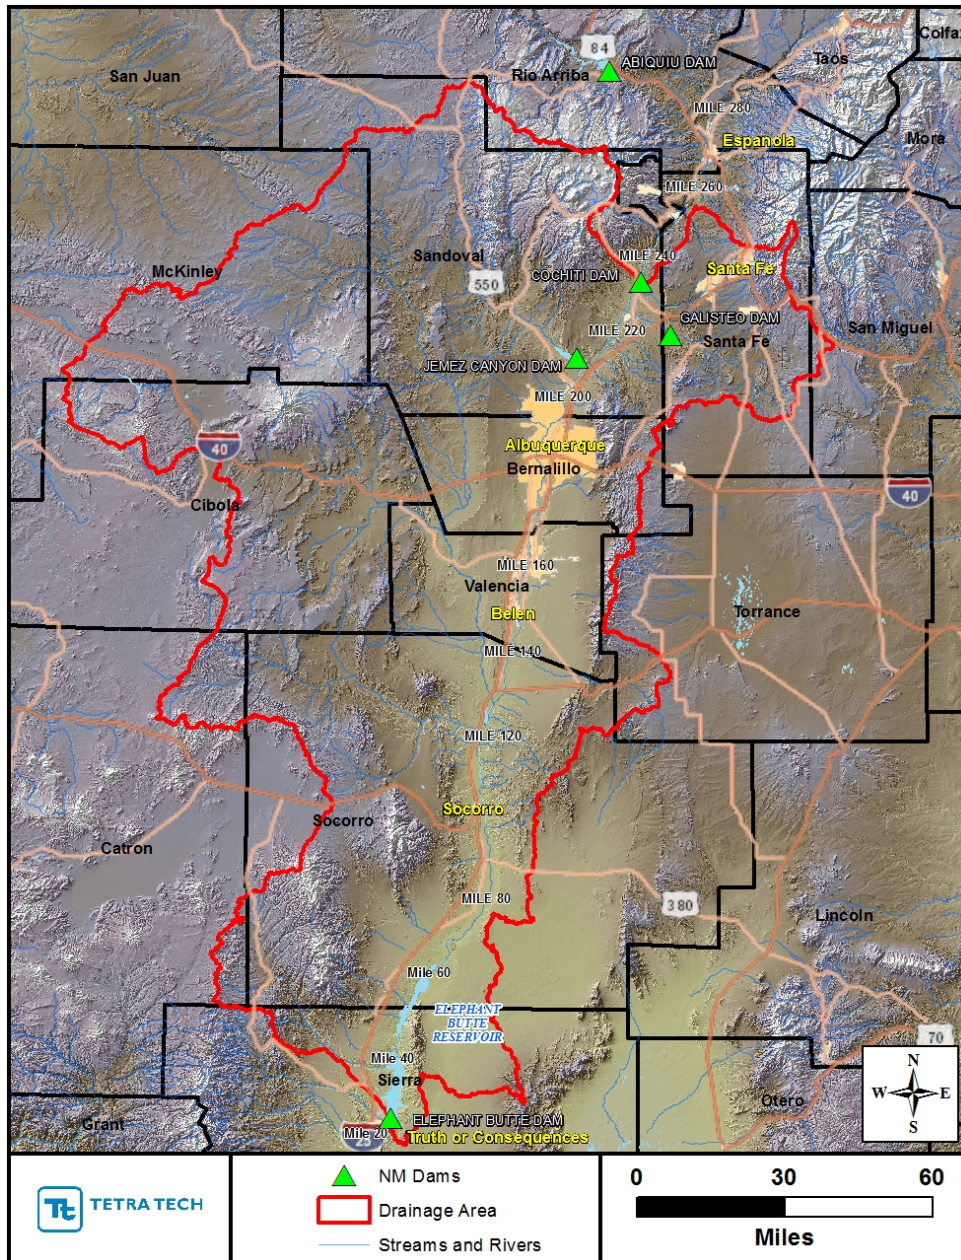 Colfax
84
Taos
ABIQUIU DAM
San Juan
Rio Arriba
MILE 280
Espanola
Mora
MILE 260
Sandoval
MILE 240
McKinley
COCHITI DAM
Santa Fe
550
GALISTEO DAM
MILE 220
San Miguel
Santa Fe
JEMEZ CANYON DAM
MILE 200
Albuquerque
40
Bernalillo
40
Cibola
MILE 160
Valencia
Belen
Torrance
MILE 140
MILE 120
Socorro
Socorro
Catron
MILE 80
380
Lincoln
Mile 60
ELEPHANT
BUTTE
RESERVOIR
70
Mile 40
Sierra
N
W E
S
Otero
Grant
ELEPHANT BUTTE DAM
Mile 20
25
Truth or Consequences
TETRA TECH
NM Dams
Drainage Area
Streams and Rivers
0 30 60
Miles